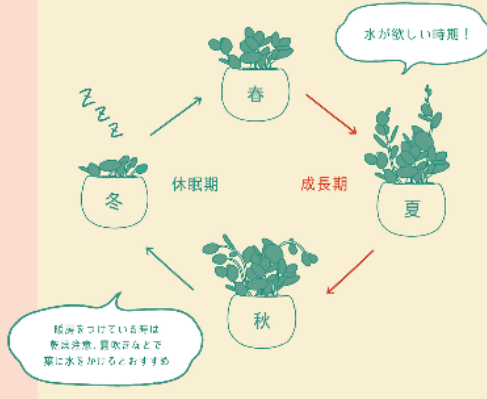 水が欲しい時期！
春
zzz
冬
休眠期
成長期
夏
秋
暖房をつけている時は
乾燥注意、霧吹きなどで
葉に水をかけるとおすすめ